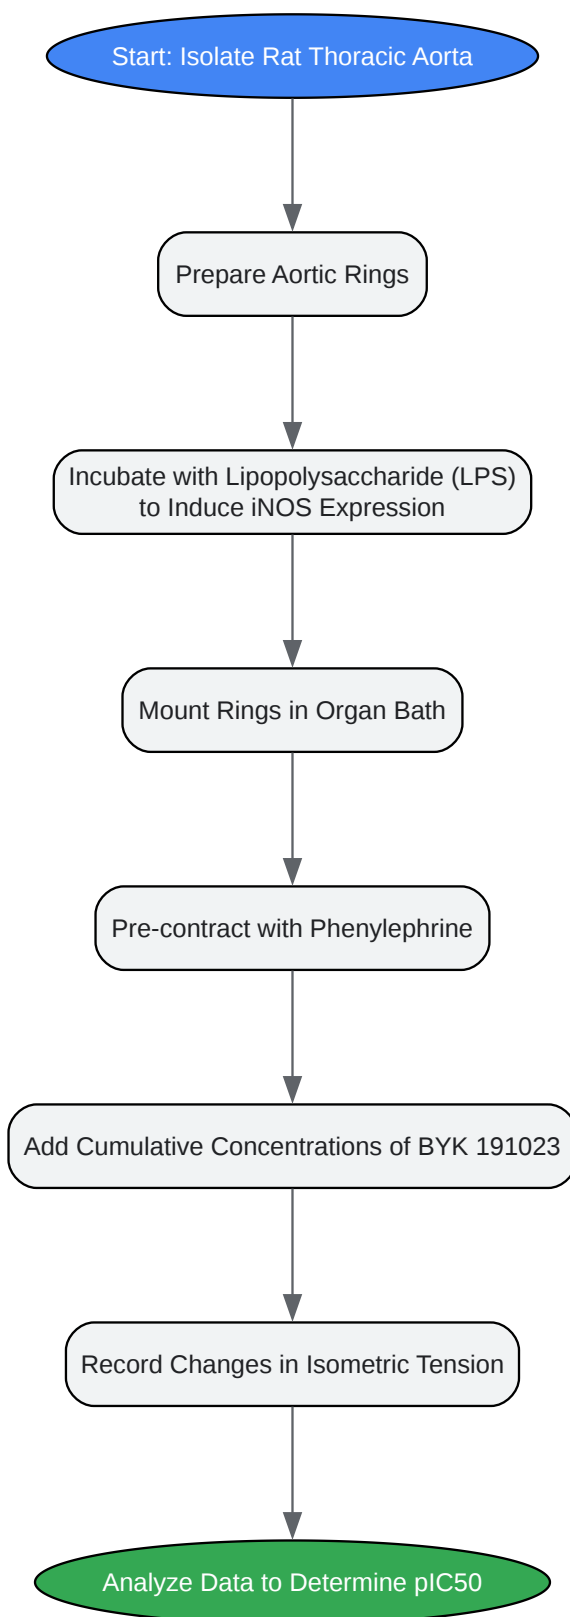 Start: Isolate Rat Thoracic Aorta
Prepare Aortic Rings
Incubate with Lipopolysaccharide (LPS)
to Induce iNOS Expression
Mount Rings in Organ Bath
Pre-contract with Phenylephrine
Add Cumulative Concentrations of BYK 191023
Record Changes in Isometric Tension
Analyze Data to Determine pIC50